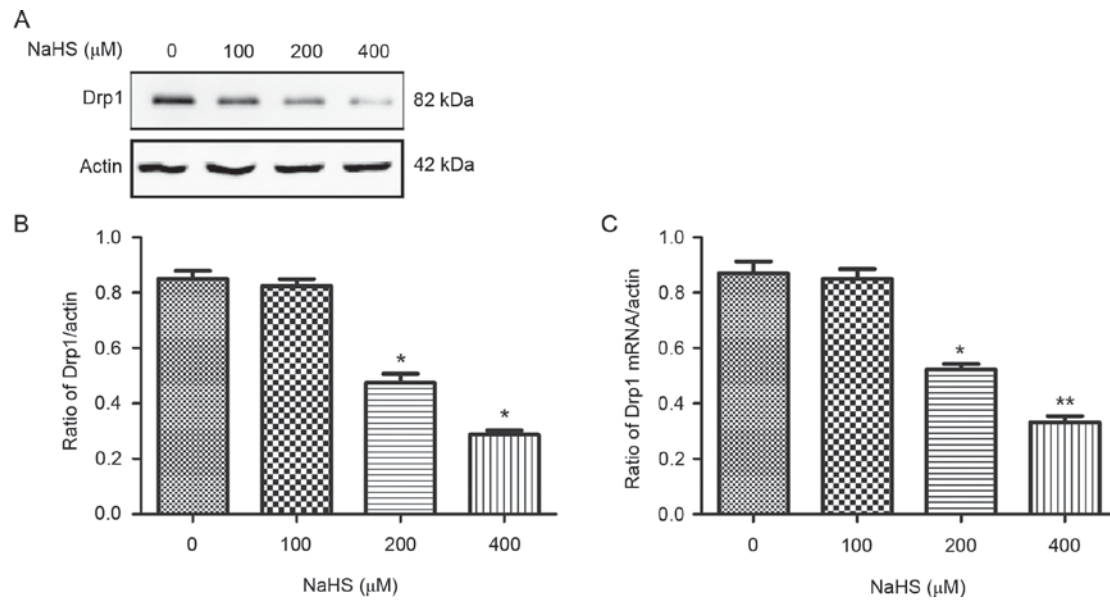 A
NaHS (μM) 0 100 200 400
Drp1 82 kDa
Actin 42 kDa
B
Ratio of Drp1/actin
1.0
0.8
0.6
0.4
0.2
0.0
* *
0 100 200 400
NaHS (μM)
C
Ratio of Drp1 mRNA/actin
1.0
0.8
0.6
0.4
0.2
0.0
* **
0 100 200 400
NaHS (μM)